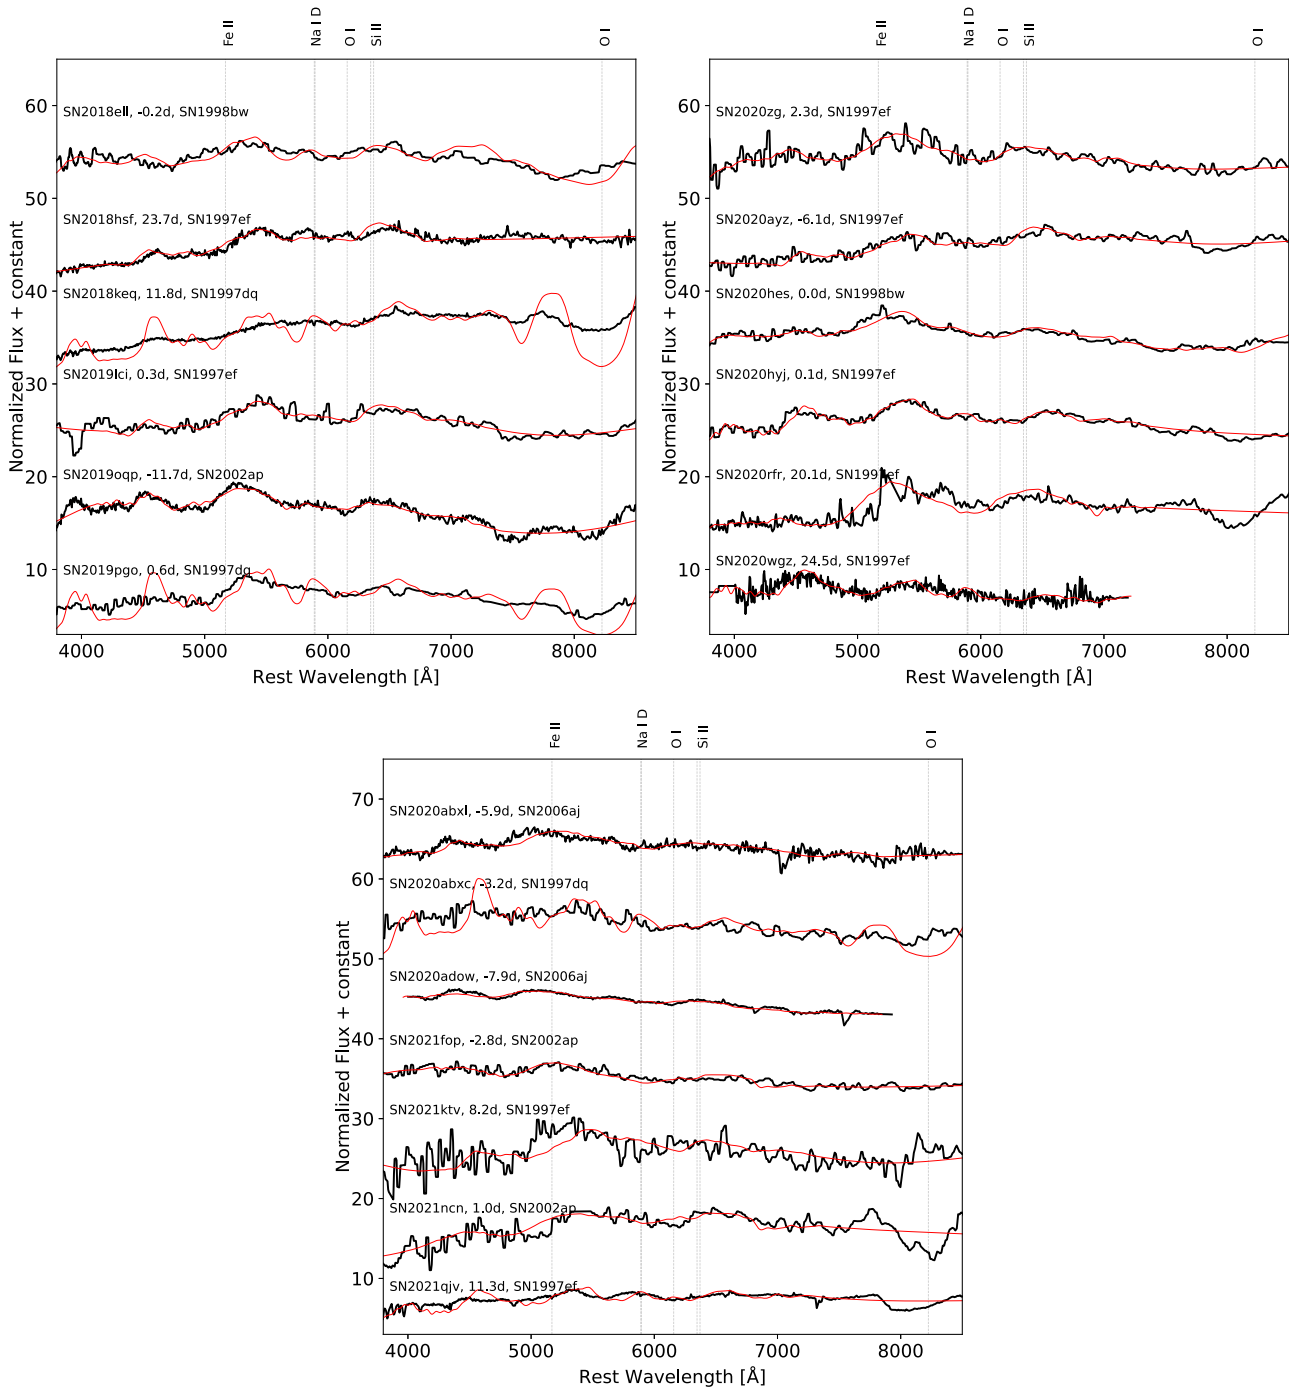 Fe II
Na I D
O I
Si II
O I
Normalized Flux + constant
60
50
40
30
20
10
SN2018ell, -0.2d, SN1998bw
SN2018hsf, 23.7d, SN1997ef
SN2018keq, 11.8d, SN1997dq
SN2019lci, 0.3d, SN1997ef
SN2019oqp, -11.7d, SN2002ap
SN2019pgo, 0.6d, SN1997dq
4000 5000 6000 7000 8000
Rest Wavelength [Å]
Fe II
Na I D
O I
Si II
O I
Normalized Flux + constant
60
50
40
30
20
10
SN2020zg, 2.3d, SN1997ef
SN2020ayz, -6.1d, SN1997ef
SN2020hes, 0.0d, SN1998bw
SN2020hyj, 0.1d, SN1997ef
SN2020rfr, 20.1d, SN1997ef
SN2020wgz, 24.5d, SN1997ef
4000 5000 6000 7000 8000
Rest Wavelength [Å]
Fe II
Na I D
O I
Si II
O I
Normalized Flux + constant
70
60
50
40
30
20
10
SN2020abxl, -5.9d, SN2006aj
SN2020abxc, -3.2d, SN1997dq
SN2020adow, -7.9d, SN2006aj
SN2021fop, -2.8d, SN2002ap
SN2021ktv, 8.2d, SN1997ef
SN2021ncn, 1.0d, SN2002ap
SN2021qjv, 11.3d, SN1997ef
4000 5000 6000 7000 8000
Rest Wavelength [Å]